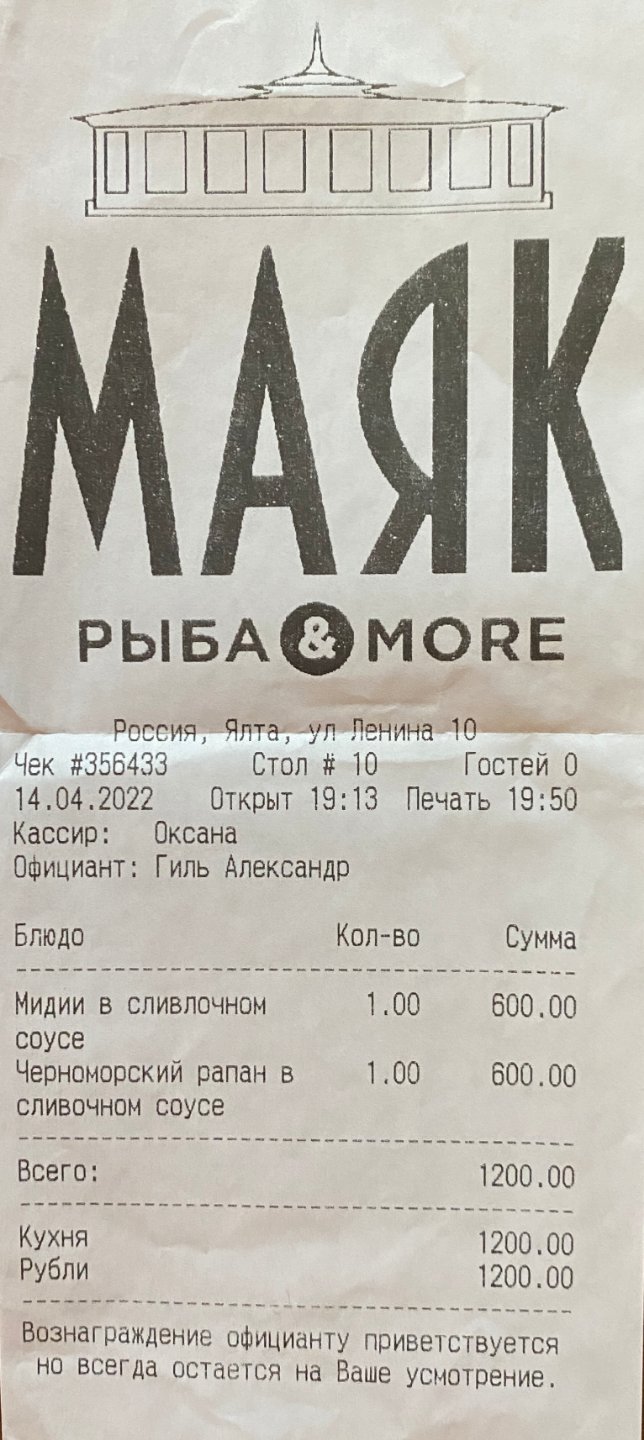 МАЯК
РЫБА & MORE
Россия, Ялта, ул Ленина 10
Чек #356433 Стол # 10 Гостей 0
14.04.2022 Открыт 19:13 Печать 19:50
Кассир: Оксана
Официант: Гиль Александр
Блюдо Кол-во Сумма
Мидии в сливлочном 1.00 600.00
соусе
Черноморский рапан в 1.00 600.00
сливочном соусе
Всего: 1200.00
Кухня 1200.00
Рубли 1200.00
Вознаграждение официанту приветствуется
но всегда остается на Ваше усмотрение.